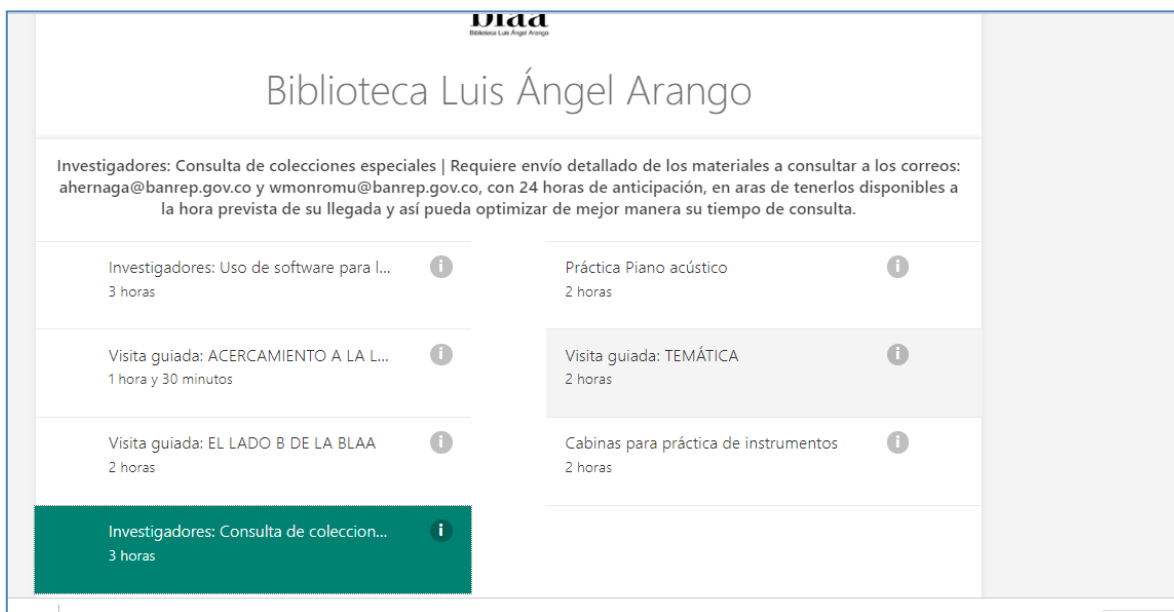 blaa
Biblioteca Luis Ángel Arango
Biblioteca Luis Ángel Arango
Investigadores: Consulta de colecciones especiales | Requiere envío detallado de los materiales a consultar a los correos:
ahernaga@banrep.gov.co y wmonromu@banrep.gov.co, con 24 horas de anticipación, en aras de tenerlos disponibles a
la hora prevista de su llegada y así pueda optimizar de mejor manera su tiempo de consulta.
Investigadores: Uso de software para l...
3 horas
Práctica Piano acústico
2 horas
Visita guiada: ACERCAMIENTO A LA L...
1 hora y 30 minutos
Visita guiada: TEMÁTICA
2 horas
Visita guiada: EL LADO B DE LA BLAA
2 horas
Cabinas para práctica de instrumentos
2 horas
Investigadores: Consulta de coleccion...
3 horas